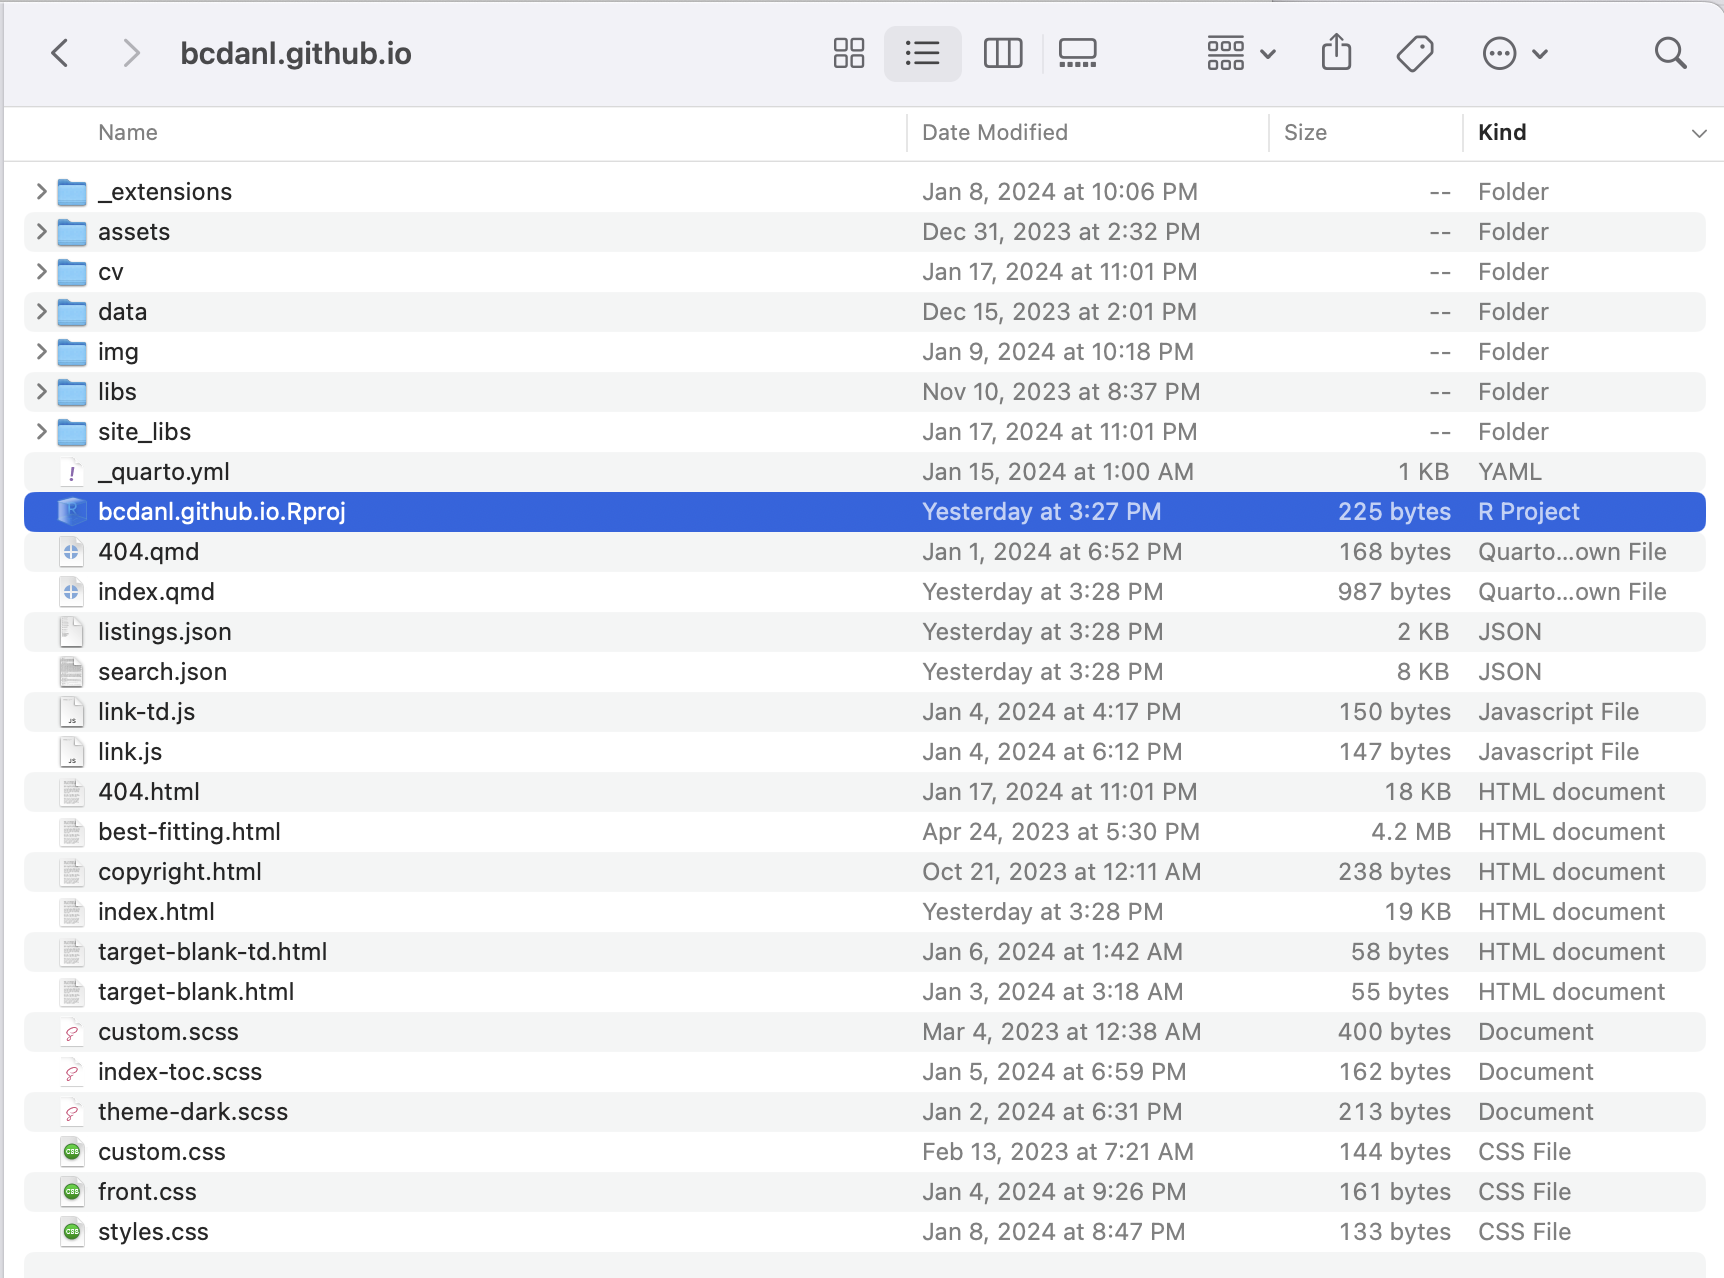 bcdanl.github.io
Name Date Modified Size Kind
_extensions Jan 8, 2024 at 10:06 PM -- Folder
assets Dec 31, 2023 at 2:32 PM -- Folder
cv Jan 17, 2024 at 11:01 PM -- Folder
data Dec 15, 2023 at 2:01 PM -- Folder
img Jan 9, 2024 at 10:18 PM -- Folder
libs Nov 10, 2023 at 8:37 PM -- Folder
site_libs Jan 17, 2024 at 11:01 PM -- Folder
_quarto.yml Jan 15, 2024 at 1:00 AM 1 KB YAML
bcdanl.github.io.Rproj Yesterday at 3:27 PM 225 bytes R Project
404.qmd Jan 1, 2024 at 6:52 PM 168 bytes Quarto...own File
index.qmd Yesterday at 3:28 PM 987 bytes Quarto...own File
listings.json Yesterday at 3:28 PM 2 KB JSON
search.json Yesterday at 3:28 PM 8 KB JSON
link-td.js Jan 4, 2024 at 4:17 PM 150 bytes Javascript File
link.js Jan 4, 2024 at 6:12 PM 147 bytes Javascript File
404.html Jan 17, 2024 at 11:01 PM 18 KB HTML document
best-fitting.html Apr 24, 2023 at 5:30 PM 4.2 MB HTML document
copyright.html Oct 21, 2023 at 12:11 AM 238 bytes HTML document
index.html Yesterday at 3:28 PM 19 KB HTML document
target-blank-td.html Jan 6, 2024 at 1:42 AM 58 bytes HTML document
target-blank.html Jan 3, 2024 at 3:18 AM 55 bytes HTML document
custom.scss Mar 4, 2023 at 12:38 AM 400 bytes Document
index-toc.scss Jan 5, 2024 at 6:59 PM 162 bytes Document
theme-dark.scss Jan 2, 2024 at 6:31 PM 213 bytes Document
custom.css Feb 13, 2023 at 7:21 AM 144 bytes CSS File
front.css Jan 4, 2024 at 9:26 PM 161 bytes CSS File
styles.css Jan 8, 2024 at 8:47 PM 133 bytes CSS File